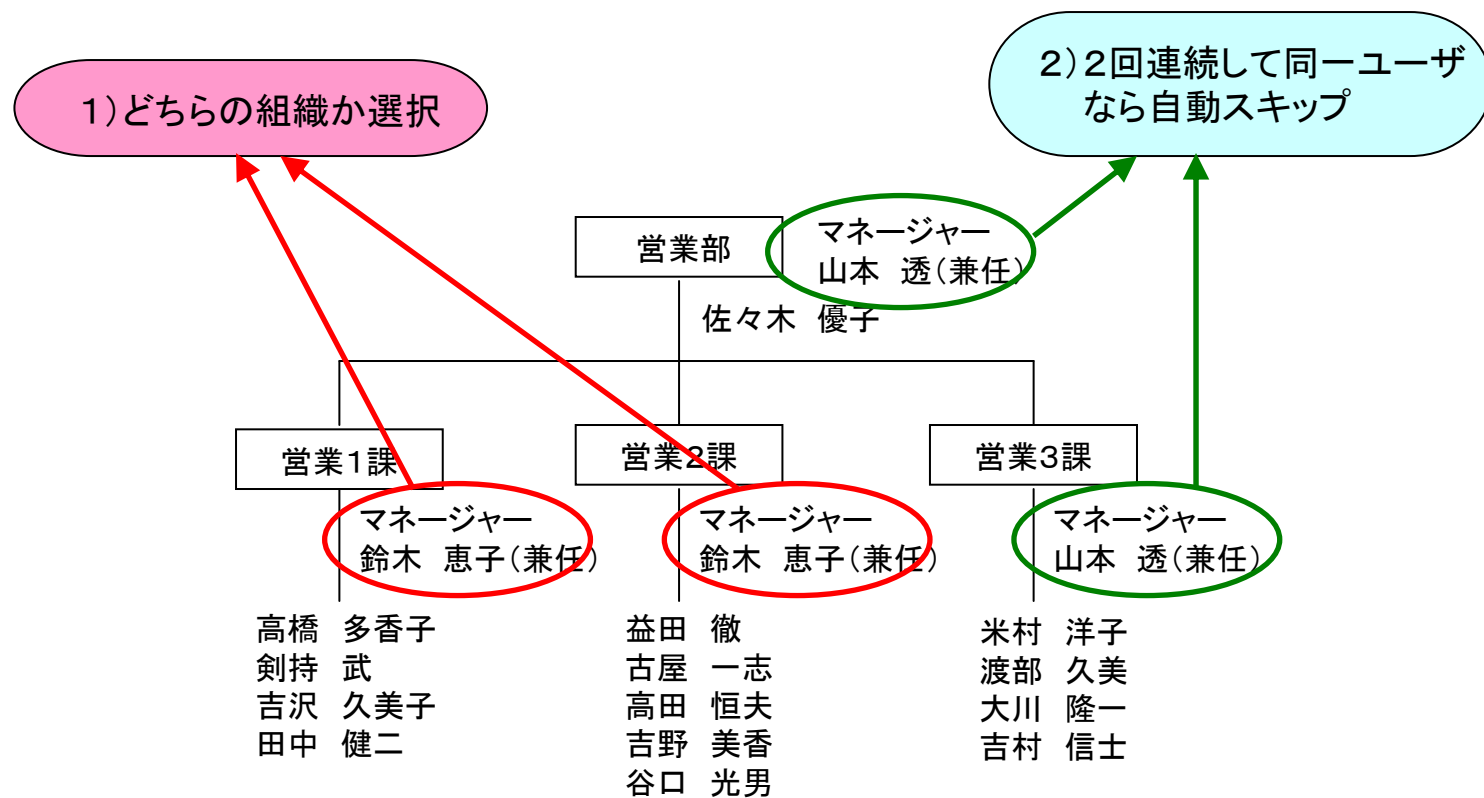 １）どちらの組織か選択
２）２回連続して同一ユーザ
なら自動スキップ
営業部
マネージャー
山本　透（兼任）
佐々木　優子
営業１課
マネージャー
鈴木　恵子（兼任）
高橋　多香子
剣持　武
吉沢　久美子
田中　健二
営業２課
マネージャー
鈴木　恵子（兼任）
益田　徹
古屋　一志
高田　恒夫
吉野　美香
谷口　光男
営業３課
マネージャー
山本　透（兼任）
米村　洋子
渡部　久美
大川　隆一
吉村　信士